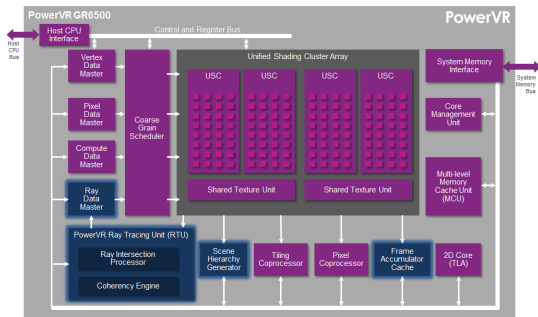 PowerVR GR6500
PowerVR
Host CPU
Interface
Control and Register Bus
Host
CPU
Bus
Vertex
Data
Master
Pixel
Data
Master
Compute
Data
Master
Ray
Data
Master
Coarse
Grain
Scheduler
Unified Shading Cluster Array
USC
USC
USC
USC
Shared Texture Unit
Shared Texture Unit
System Memory
Interface
System
Memory
Bus
Core
Management
Unit
Multi-level
Memory
Cache Unit
(MCU)
PowerVR Ray Tracing Unit (RTU)
Ray Intersection
Processor
Coherency Engine
Scene
Hierarchy
Generator
Tiling
Coprocessor
Pixel
Coprocessor
Frame
Accumulator
Cache
2D Core
(TLA)